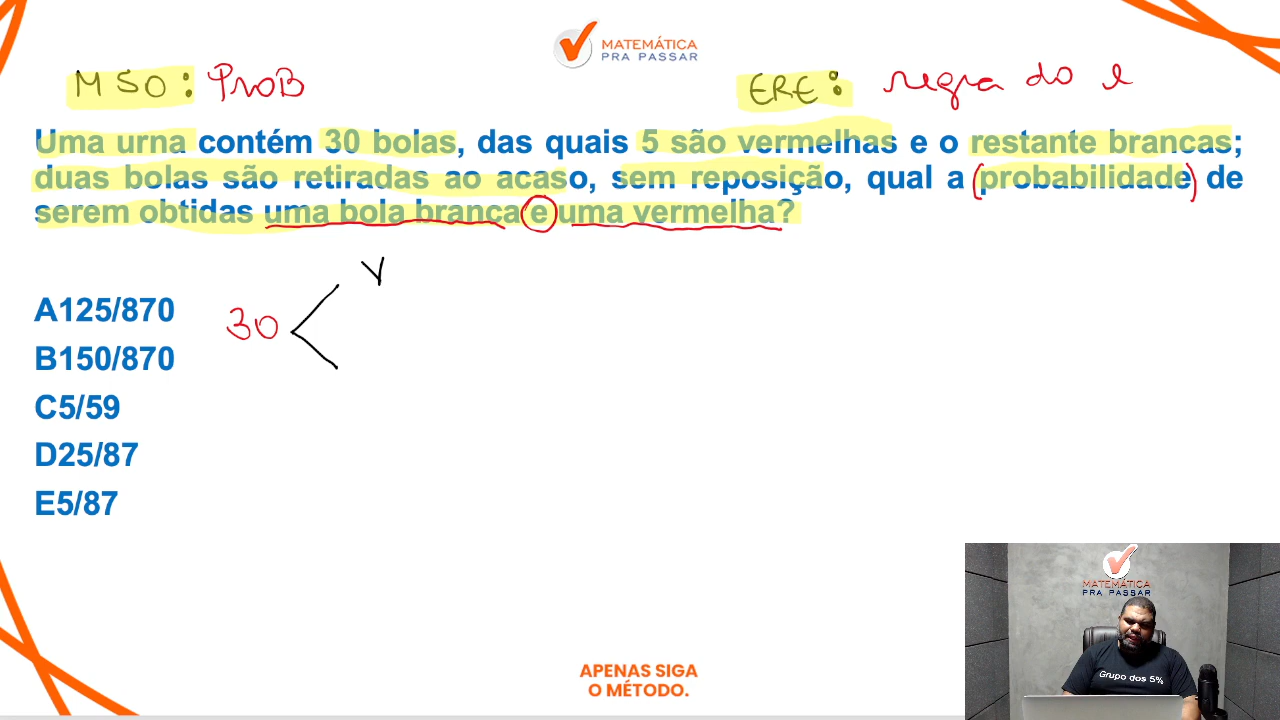 MATEMÁTICA
PRA PASSAR
MSO: PROB
ERE: regra do e
Uma urna contém 30 bolas, das quais 5 são vermelhas e o restante brancas;
duas bolas são retiradas ao acaso, sem reposição, qual a (probabilidade) de
serem obtidas uma bola branca e uma vermelha?
V
A125/870
30
B150/870
C5/59
D25/87
E5/87
MATEMÁTICA
PRA PASSAR
Grupo dos 5%
APENAS SIGA
O MÉTODO.